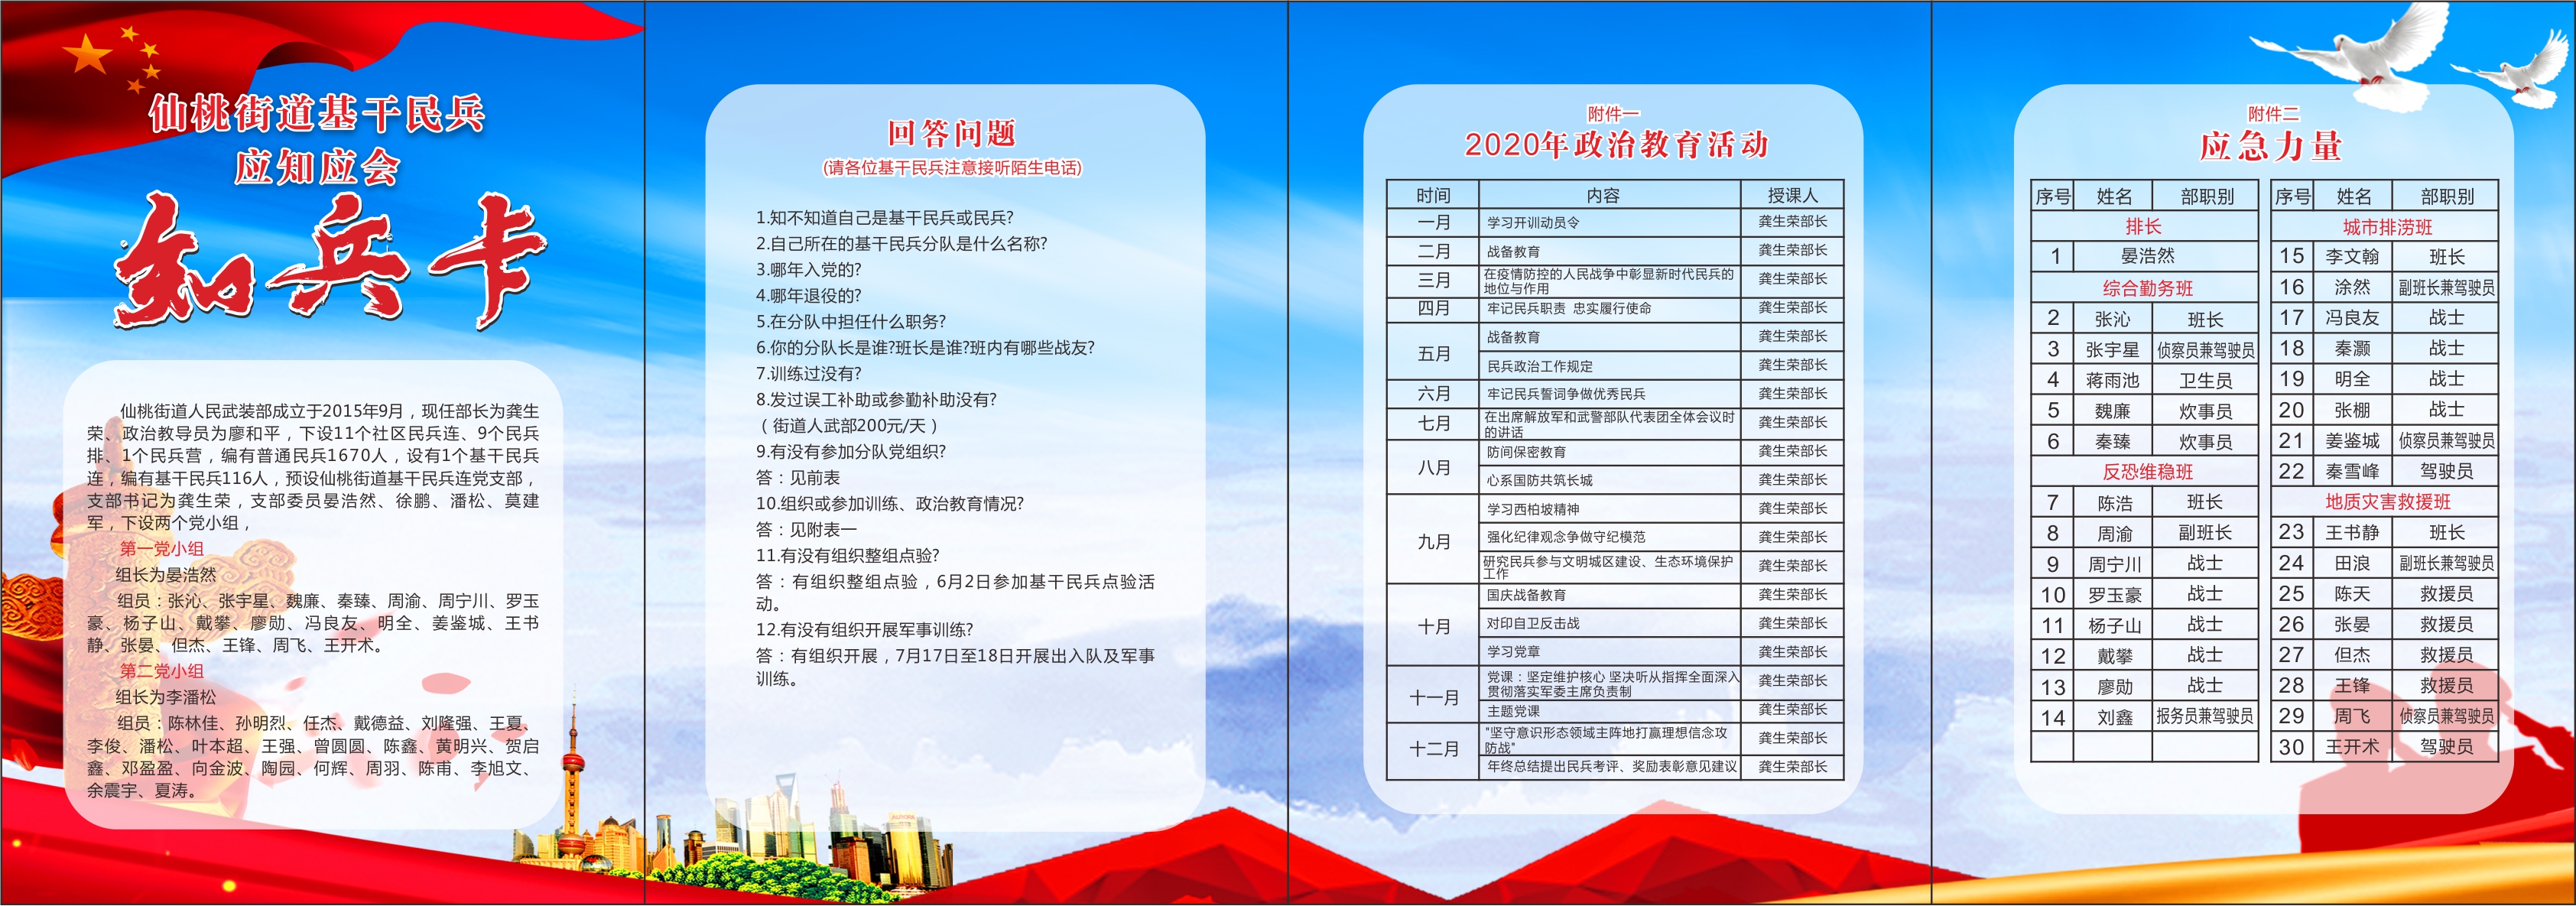 仙桃街道基干民兵
应知应会
知兵卡
仙桃街道人民武装部成立于2015年9月，现任部长为龚生
荣、政治教导员为廖和平，下设11个社区民兵连、9个民兵
排、1个民兵营，编有普通民兵1670人，设有1个基干民兵
连，编有基干民兵116人，预设仙桃街道基干民兵连党支部，
支部书记为龚生荣，支部委员晏浩然、徐鹏、潘松、莫建
军，下设两个党小组，
第一党小组
组长为晏浩然
组员：张沁、张宇星、魏廉、秦臻、周渝、周宁川、罗玉
豪、杨子山、戴攀、廖勋、冯良友、明全、姜鉴城、王书
静、张晏、但杰、王锋、周飞、王开术。
第二党小组
组长为李潘松
组员：陈林佳、孙明烈、任杰、戴德益、刘隆强、王夏、
李俊、潘松、叶本超、王强、曾圆圆、陈鑫、黄明兴、贺启
鑫、邓盈盈、向金波、陶园、何辉、周羽、陈甫、李旭文、
余震宇、夏涛。
回答问题
(请各位基干民兵注意接听陌生电话)
1.知不知道自己是基干民兵或民兵?
2.自己所在的基干民兵分队是什么名称?
3.哪年入党的?
4.哪年退役的?
5.在分队中担任什么职务?
6.你的分队长是谁?班长是谁?班内有哪些战友?
7.训练过没有?
8.发过误工补助或参勤补助没有?
（街道人武部200元/天）
9.有没有参加分队党组织?
答：见前表
10.组织或参加训练、政治教育情况?
答：见附表一
11.有没有组织整组点验?
答：有组织整组点验，6月2日参加基干民兵点验活
动。
12.有没有组织开展军事训练?
答：有组织开展，7月17日至18日开展出入队及军事
训练。
附件一
2020年政治教育活动
时间 内容 授课人
一月 学习开训动员令 龚生荣部长
二月 战备教育 龚生荣部长
三月 在疫情防控的人民战争中彰显新时代民兵的 龚生荣部长
地位与作用
四月 牢记民兵职责 忠实履行使命 龚生荣部长
五月 战备教育 龚生荣部长
民兵政治工作规定 龚生荣部长
六月 牢记民兵誓词争做优秀民兵 龚生荣部长
七月 在出席解放军和武警部队代表团全体会议时 龚生荣部长
的讲话
八月 防间保密教育 龚生荣部长
心系国防共筑长城 龚生荣部长
九月 学习西柏坡精神 龚生荣部长
强化纪律观念争做守纪模范 龚生荣部长
研究民兵参与文明城区建设、生态环境保护 龚生荣部长
工作
十月 国庆战备教育 龚生荣部长
对印自卫反击战 龚生荣部长
学习党章 龚生荣部长
十一月 党课：坚定维护核心 坚决听从指挥全面深入 龚生荣部长
贯彻落实军委主席负责制
主题党课 龚生荣部长
十二月 "坚守意识形态领域主阵地打赢理想信念攻 龚生荣部长
防战"
年终总结提出民兵考评、奖励表彰意见建议 龚生荣部长
附件二
应急力量
序号 姓名 部职别
排长
1 晏浩然
综合勤务班
2 张沁 班长
3 张宇星 侦察员兼驾驶员
4 蒋雨池 卫生员
5 魏廉 炊事员
6 秦臻 炊事员
反恐维稳班
7 陈浩 班长
8 周渝 副班长
9 周宁川 战士
10 罗玉豪 战士
11 杨子山 战士
12 戴攀 战士
13 廖勋 战士
14 刘鑫 报务员兼驾驶员
序号 姓名 部职别
城市排涝班
15 李文翰 班长
16 涂然 副班长兼驾驶员
17 冯良友 战士
18 秦灏 战士
19 明全 战士
20 张棚 战士
21 姜鉴城 侦察员兼驾驶员
22 秦雪峰 驾驶员
地质灾害救援班
23 王书静 班长
24 田浪 副班长兼驾驶员
25 陈天 救援员
26 张晏 救援员
27 但杰 救援员
28 王锋 救援员
29 周飞 侦察员兼驾驶员
30 王开术 驾驶员